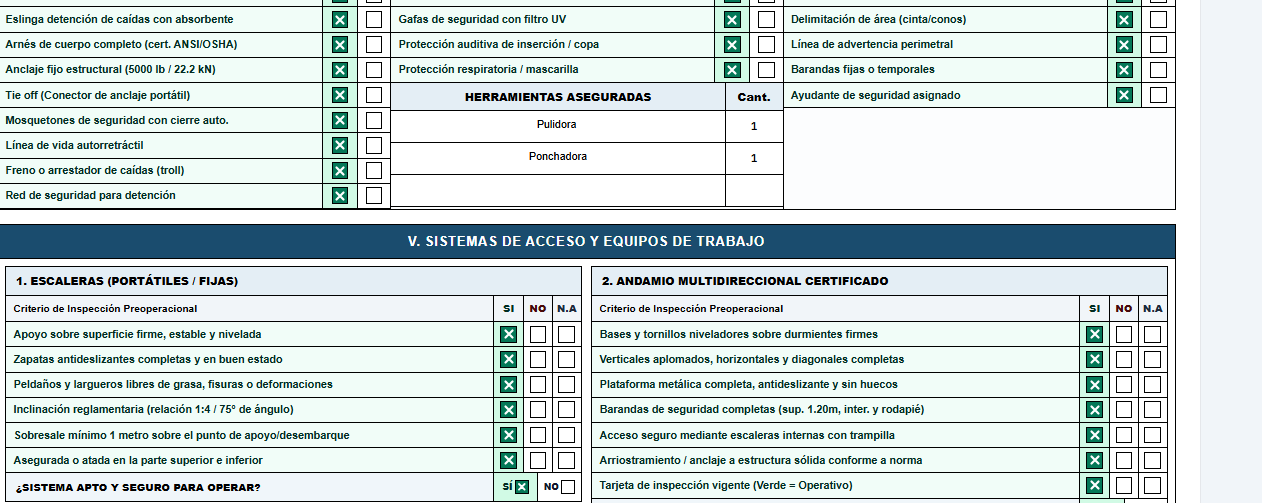 Eslinga detención de caídas con absorbente
Arnés de cuerpo completo (cert. ANSI/OSHA)
Anclaje fijo estructural (5000 lb / 22.2 kN)
Tie off (Conector de anclaje portátil)
Mosquetones de seguridad con cierre auto.
Línea de vida autorretráctil
Freno o arrestador de caídas (troll)
Red de seguridad para detención
Gafas de seguridad con filtro UV
Protección auditiva de inserción / copa
Protección respiratoria / mascarilla
HERRAMIENTAS ASEGURADAS Cant.
Pulidora 1
Ponchadora 1
Delimitación de área (cinta/conos)
Línea de advertencia perimetral
Barandas fijas o temporales
Ayudante de seguridad asignado
V. SISTEMAS DE ACCESO Y EQUIPOS DE TRABAJO
1. ESCALERAS (PORTÁTILES / FIJAS)
Criterio de Inspección Preoperacional SI NO N.A
Apoyo sobre superficie firme, estable y nivelada
Zapatas antideslizantes completas y en buen estado
Peldaños y largueros libres de grasa, fisuras o deformaciones
Inclinación reglamentaria (relación 1:4 / 75º de ángulo)
Sobresale mínimo 1 metro sobre el punto de apoyo/desembarque
Asegurada o atada en la parte superior e inferior
¿SISTEMA APTO Y SEGURO PARA OPERAR? SÍ NO
2. ANDAMIO MULTIDIRECCIONAL CERTIFICADO
Criterio de Inspección Preoperacional SI NO N.A
Bases y tornillos niveladores sobre durmientes firmes
Verticales aplomados, horizontales y diagonales completas
Plataforma metálica completa, antideslizante y sin huecos
Barandas de seguridad completas (sup. 1.20m, inter. y rodapié)
Acceso seguro mediante escaleras internas con trampilla
Arriostramiento / anclaje a estructura sólida conforme a norma
Tarjeta de inspección vigente (Verde = Operativo)